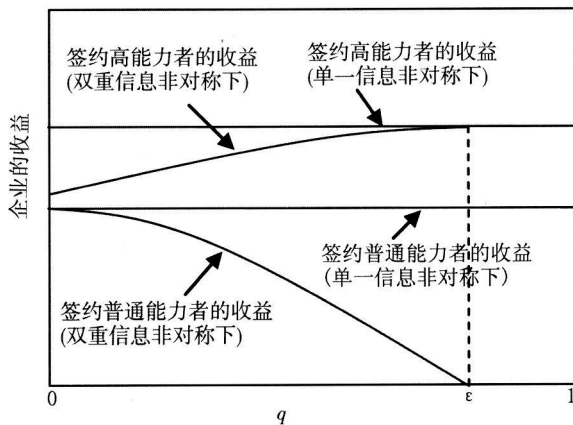 签约高能力者的收益
(双重信息非对称下)
签约高能力者的收益
(单一信息非对称下)
企业的收益
签约普通能力者的收益
(单一信息非对称下)
签约普通能力者的收益
(双重信息非对称下)
0
ε
1
q